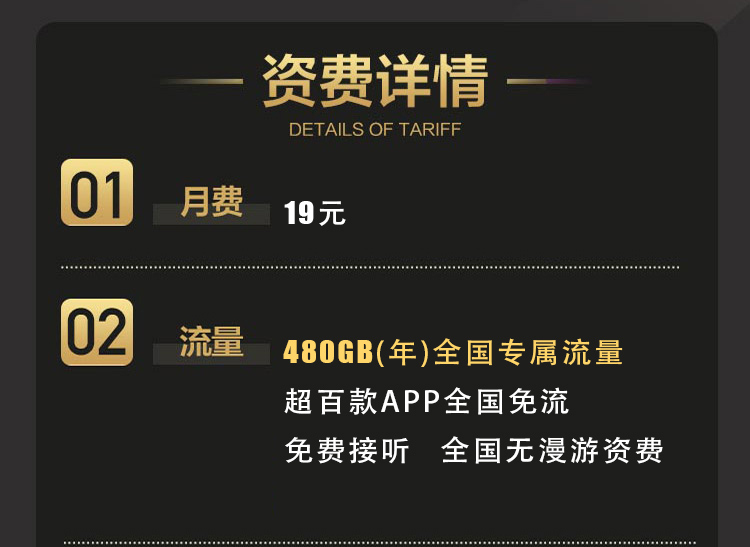 资费详情
DETAILS OF TARIFF
01 月费 19元
02 流量 480GB(年)全国专属流量
超百款APP全国免流
免费接听 全国无漫游资费